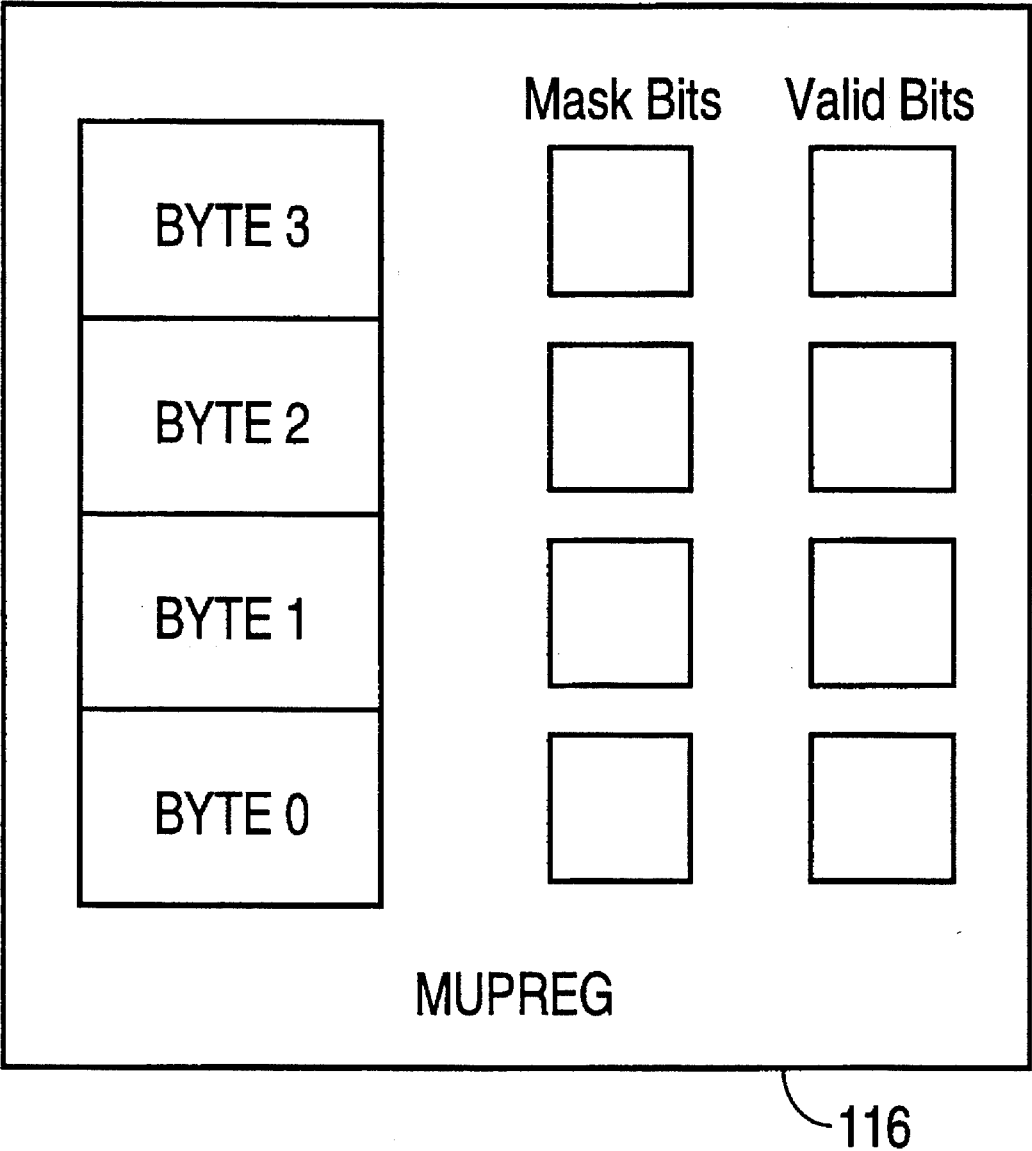 Mask Bits Valid Bits
BYTE 3
BYTE 2
BYTE 1
BYTE 0
MUPREG
116